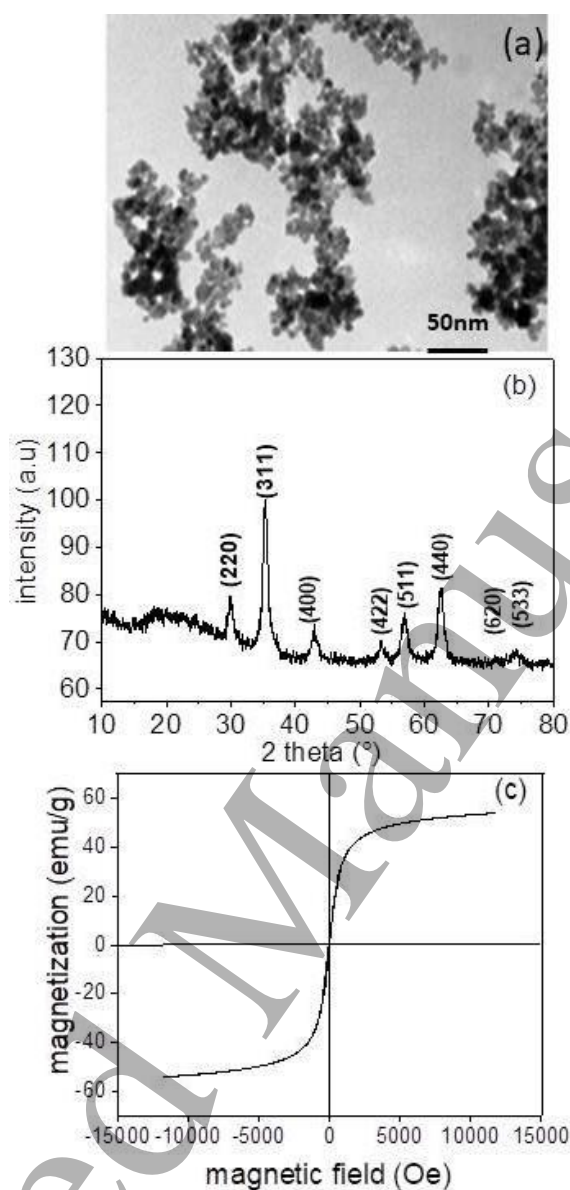 (a)
50nm
130
(b)
120
110
(311)
100
90
(220)
(440)
80
(400)
(422)
(511)
(620)
(533)
70
60
intensity (a.u)
10 20 30 40 50 60 70 80
2 theta (°)
(c)
60
40
20
0
-20
-40
-60
magnetization (emu/g)
-15000 -10000 -5000 0 5000 10000 15000
magnetic field (Oe)
ed Manus